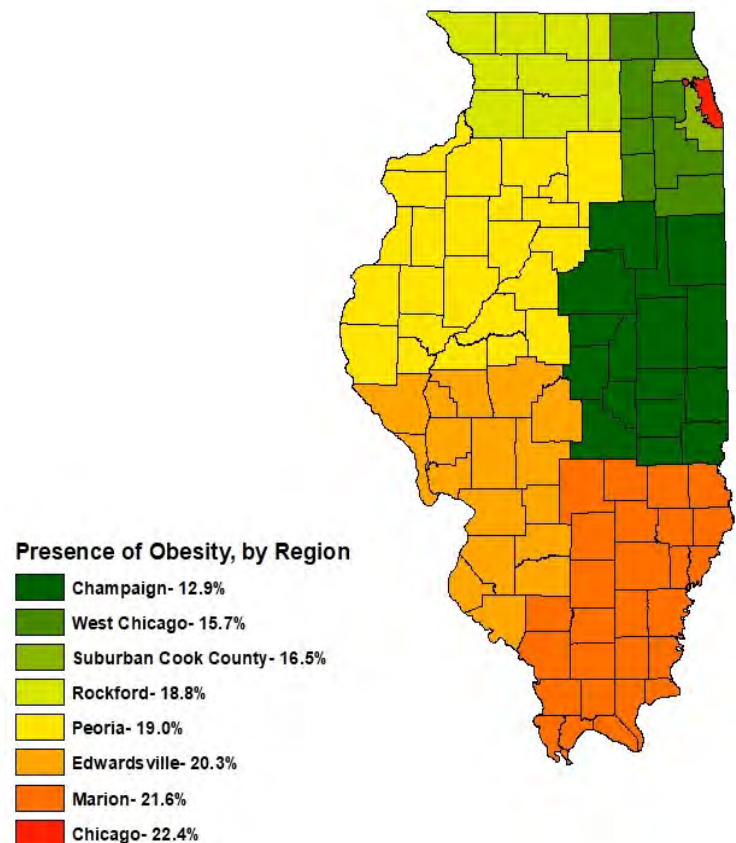 Presence of Obesity, by Region
Champaign- 12.9%
West Chicago- 15.7%
Suburban Cook County- 16.5%
Rockford- 18.8%
Peoria- 19.0%
Edwardsville- 20.3%
Marion- 21.6%
Chicago- 22.4%